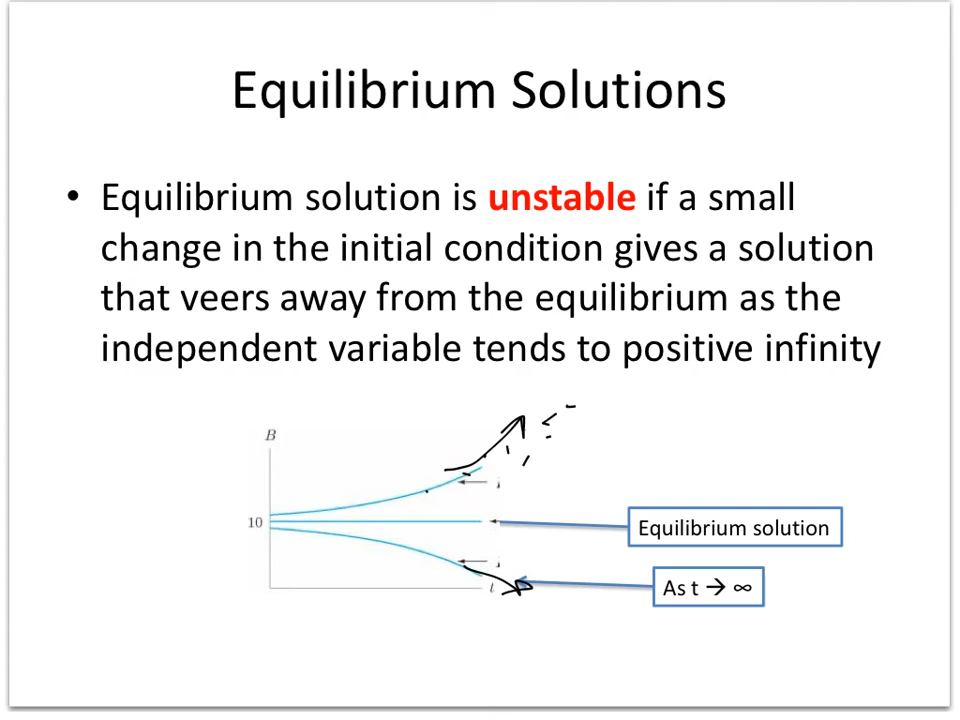 Equilibrium Solutions
• Equilibrium solution is unstable if a small
change in the initial condition gives a solution
that veers away from the equilibrium as the
independent variable tends to positive infinity
B
10
Equilibrium solution
t
As t → ∞